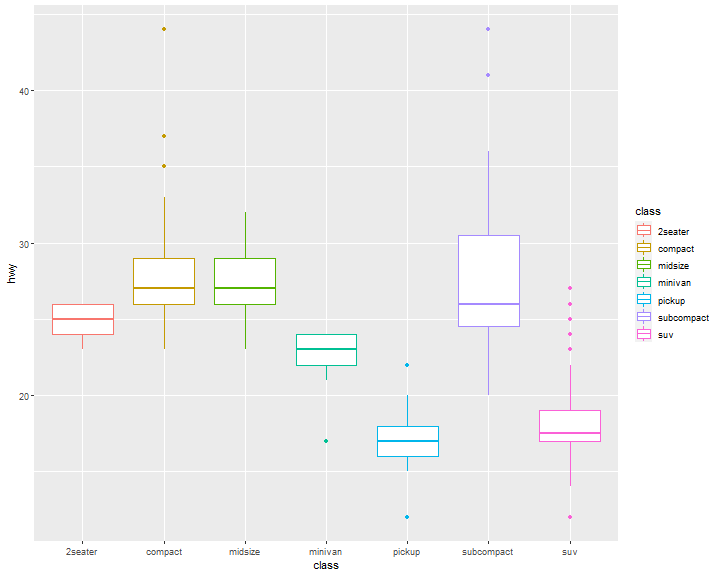 hwy
40
30
20
2seater
compact
midsize
minivan
pickup
subcompact
suv
class
class
2seater
compact
midsize
minivan
pickup
subcompact
suv